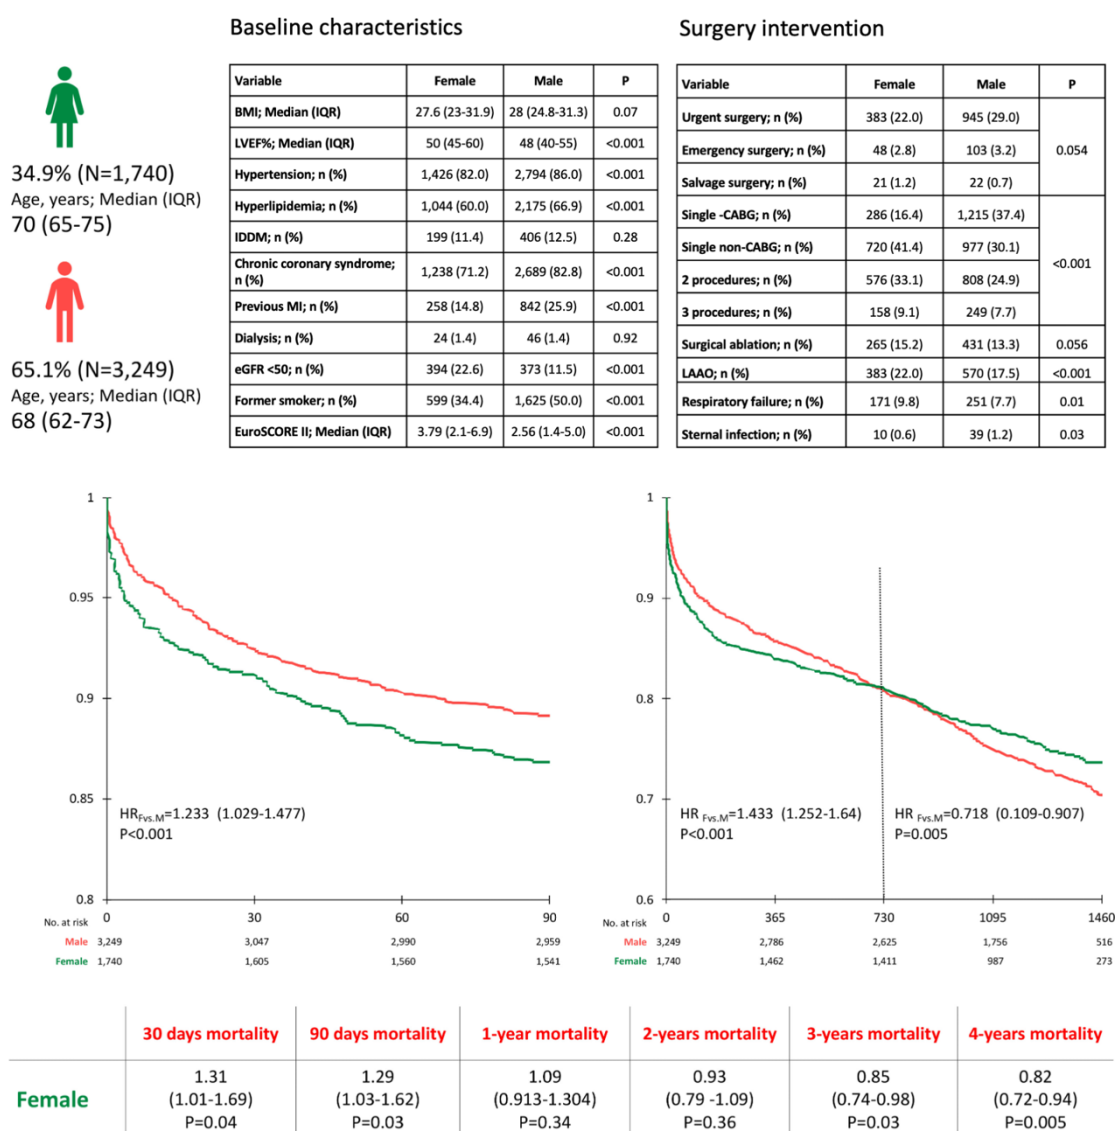 Baseline characteristics
Surgery intervention
34.9% (N=1,740)
Age, years; Median (IQR)
70 (65-75)
65.1% (N=3,249)
Age, years; Median (IQR)
68 (62-73)
Variable Female Male P
BMI; Median (IQR) 27.6 (23-31.9) 28 (24.8-31.3) 0.07
LVEF%; Median (IQR) 50 (45-60) 48 (40-55) <0.001
Hypertension; n (%) 1,426 (82.0) 2,794 (86.0) <0.001
Hyperlipidemia; n (%) 1,044 (60.0) 2,175 (66.9) <0.001
IDDM; n (%) 199 (11.4) 406 (12.5) 0.28
Chronic coronary syndrome;
n (%) 1,238 (71.2) 2,689 (82.8) <0.001
Previous MI; n (%) 258 (14.8) 842 (25.9) <0.001
Dialysis; n (%) 24 (1.4) 46 (1.4) 0.92
eGFR <50; n (%) 394 (22.6) 373 (11.5) <0.001
Former smoker; n (%) 599 (34.4) 1,625 (50.0) <0.001
EuroSCORE II; Median (IQR) 3.79 (2.1-6.9) 2.56 (1.4-5.0) <0.001
Variable Female Male P
Urgent surgery; n (%) 383 (22.0) 945 (29.0)
Emergency surgery; n (%) 48 (2.8) 103 (3.2) 0.054
Salvage surgery; n (%) 21 (1.2) 22 (0.7)
Single -CABG; n (%) 286 (16.4) 1,215 (37.4)
Single non-CABG; n (%) 720 (41.4) 977 (30.1)
<0.001
2 procedures; n (%) 576 (33.1) 808 (24.9)
3 procedures; n (%) 158 (9.1) 249 (7.7)
Surgical ablation; n (%) 265 (15.2) 431 (13.3) 0.056
LAAO; n (%) 383 (22.0) 570 (17.5) <0.001
Respiratory failure; n (%) 171 (9.8) 251 (7.7) 0.01
Sternal infection; n (%) 10 (0.6) 39 (1.2) 0.03
1
0.95
0.9
0.85
0.8
HR Fvs.M=1.233 (1.029-1.477)
P<0.001
0 30 60 90
No. at risk
Male 3,249 3,047 2,990 2,959
Female 1,740 1,605 1,560 1,541
1
0.9
0.8
0.7
0.6
HR Fvs.M=1.433 (1.252-1.64)
P<0.001
HR Fvs.M=0.718 (0.109-0.907)
P=0.005
0 365 730 1095 1460
No. at risk
Male 3,249 2,786 2,625 1,756 516
Female 1,740 1,462 1,411 987 273
30 days mortality 90 days mortality 1-year mortality 2-years mortality 3-years mortality 4-years mortality
1.31 1.29 1.09 0.93 0.85 0.82
Female (1.01-1.69) (1.03-1.62) (0.913-1.304) (0.79 -1.09) (0.74-0.98) (0.72-0.94)
P=0.04 P=0.03 P=0.34 P=0.36 P=0.03 P=0.005